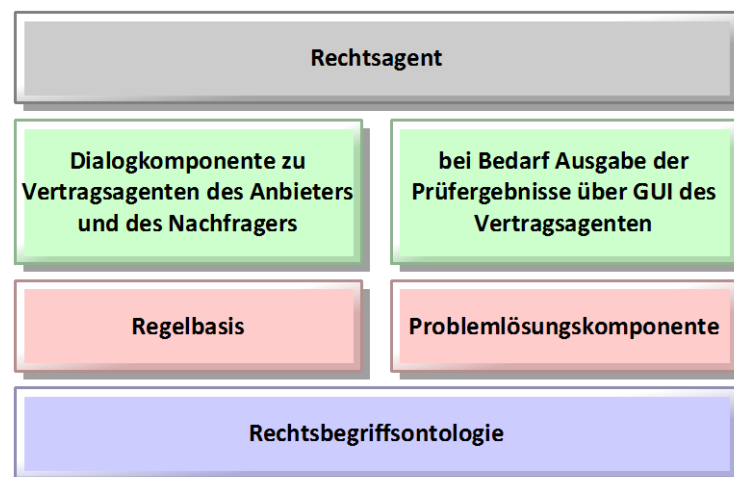 Rechtsagent
Dialogkomponente zu
Vertragsagenten des Anbieters
und des Nachfragers
bei Bedarf Ausgabe der
Prüfergebnisse über GUI des
Vertragsagenten
Regelbasis
Problemlösungskomponente
Rechtsbegriffsontologie